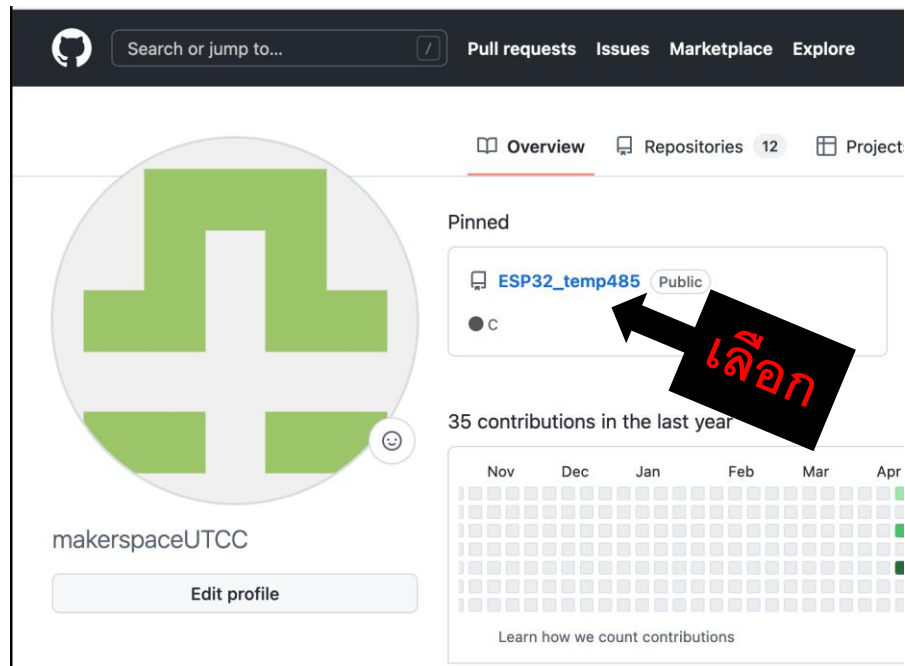 Search or jump to... / Pull requests Issues Marketplace Explore
Overview Repositories 12 Projects
Pinned
ESP32_temp485 Public
C
เลือก
35 contributions in the last year
Nov Dec Jan Feb Mar Apr
makerspaceUTCC
Edit profile
Learn how we count contributions